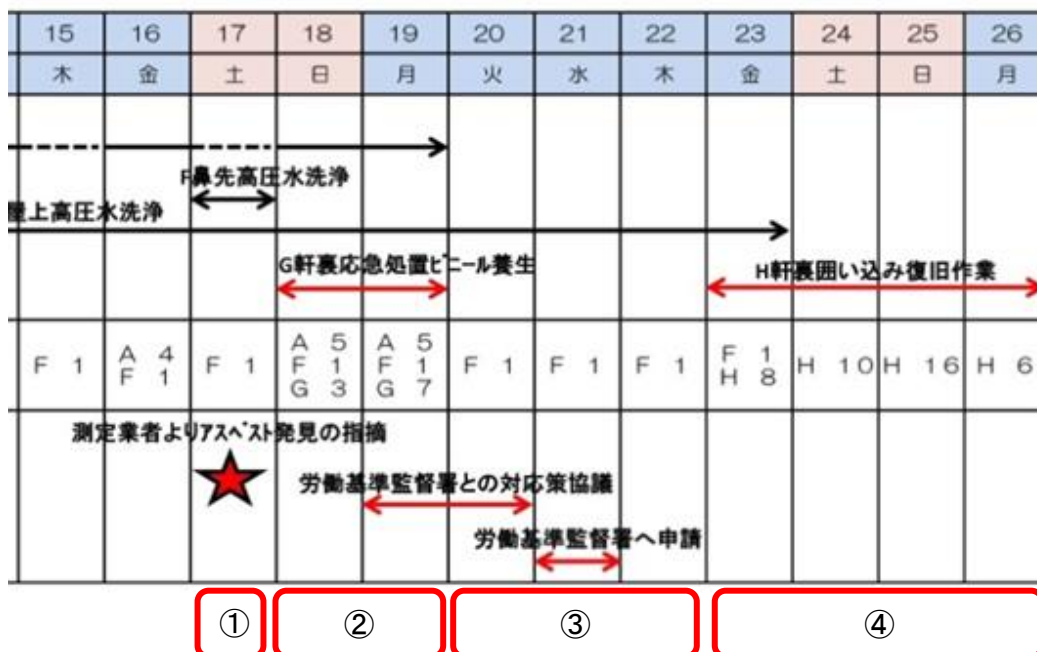 15 16 17 18 19 20 21 22 23 24 25 26
木 金 土 日 月 火 水 木 金 土 日 月
F鼻先高圧水洗浄
屋上高圧水洗浄
G軒裏応急処置ビニール養生
H軒裏囲い込み復旧作業
F 1
A 4
F 1
F 1
A 5
F 1
G 3
A 5
F 1
G 7
F 1
F 1
F 1
F 1
H 8
H 10
H 16
H 6
測定業者よりアスベスト発見の指摘
労働基準監督署との対応策協議
労働基準監督署へ申請
① ② ③ ④